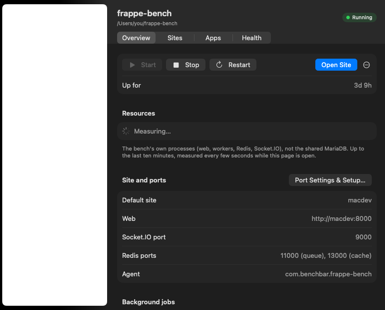 frappe-bench
/Users/you/frappe-bench
Running
Overview Sites Apps Health
Start Stop Restart Open Site
Up for 3d 9h
Resources
Measuring...
The bench's own processes (web, workers, Redis, Socket.IO), not the shared MariaDB. Up to
the last ten minutes, measured every few seconds while this page is open.
Site and ports Port Settings & Setup...
Default site macdev
Web http://macdev:8000
Socket.IO port 9000
Redis ports 11000 (queue), 13000 (cache)
Agent com.benchbar.frappe-bench
Background jobs